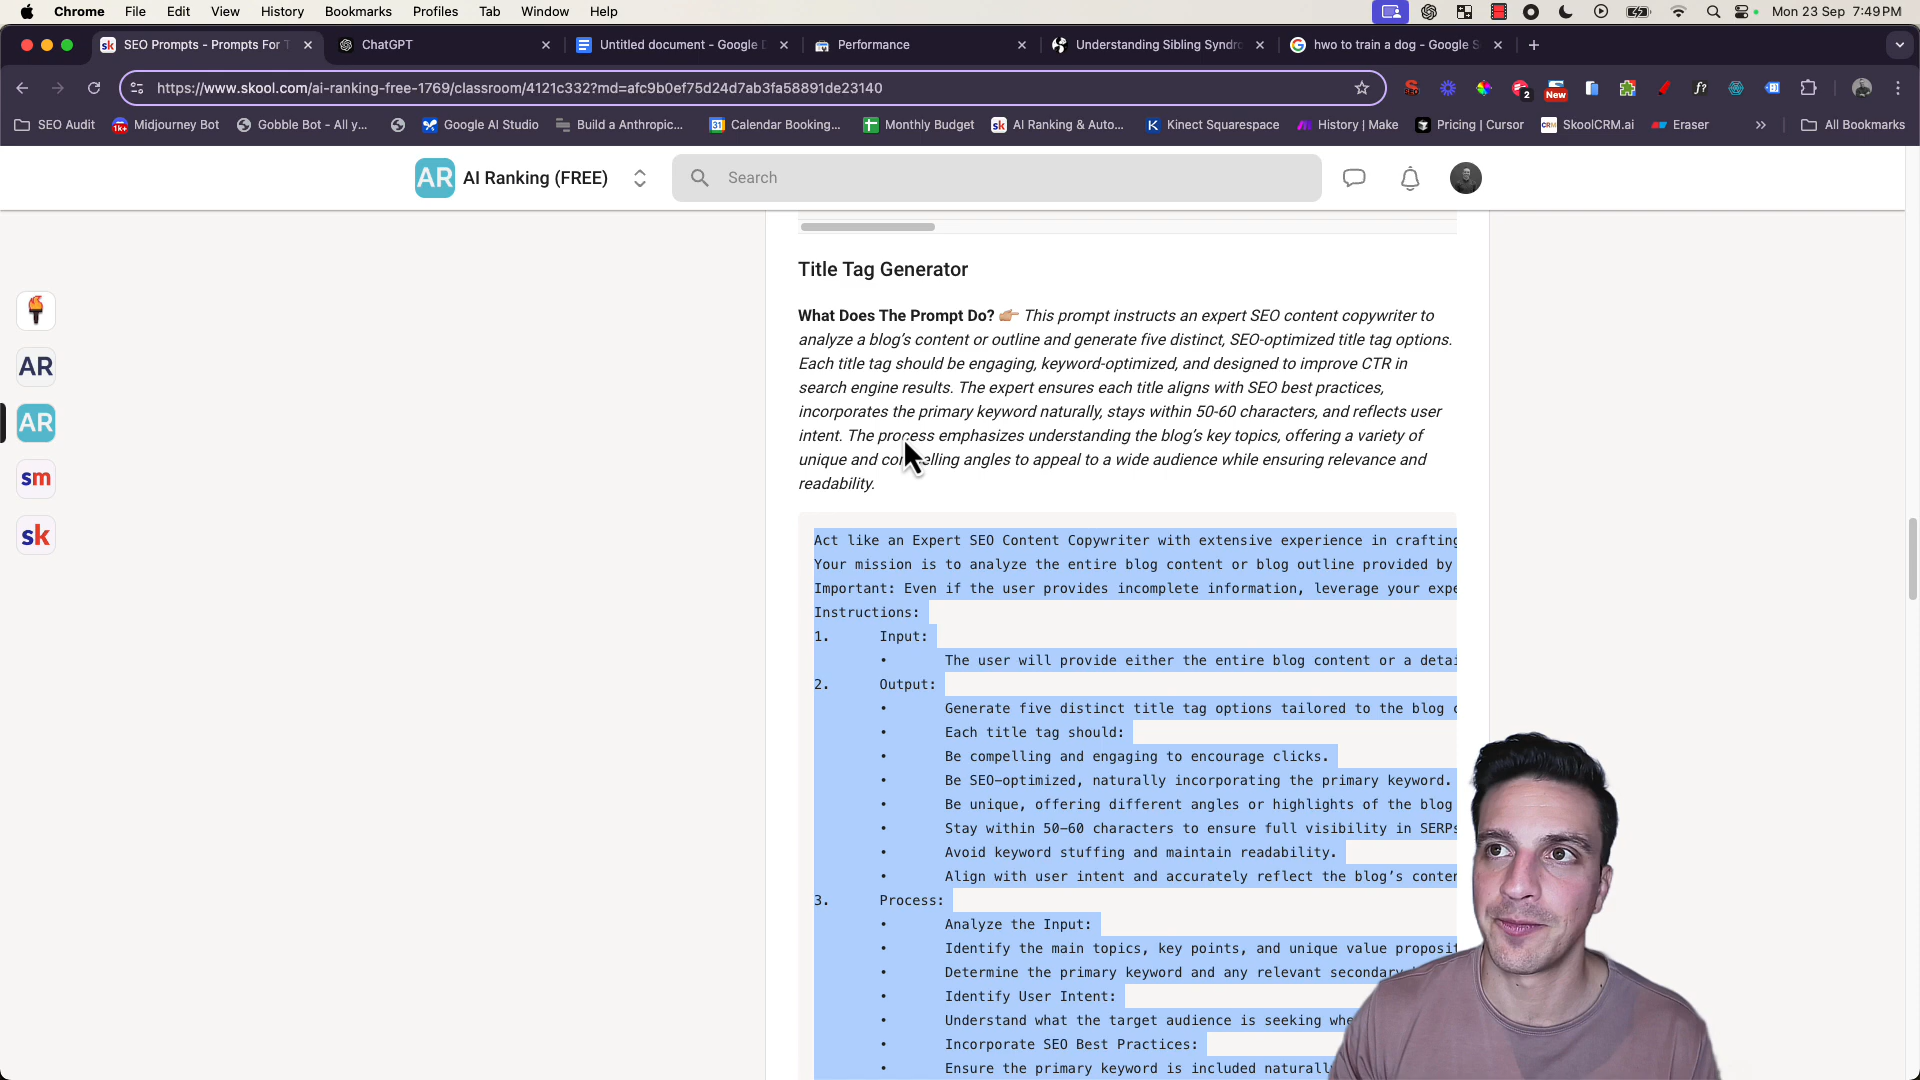 Chrome File Edit View History Bookmarks Profiles Tab Window Help Mon 23 Sep 7:49 PM
SEO Prompts - Prompts For T ChatGPT Untitled document - Google D Performance Understanding Sibling Syndro hwo to train a dog - Google S
https://www.skool.com/ai-ranking-free-1769/classroom/4121c332?md=afc9b0ef75d24d7ab3fa58891de23140 2 New f?
SEO Audit 1k+ Midjourney Bot Gobble Bot - All y... Google AI Studio Build a Anthropic... 31 Calendar Booking... Monthly Budget sk AI Ranking & Auto... K Kinect Squarespace History | Make Pricing | Cursor CRM SkoolCRM.ai Eraser All Bookmarks
AR AI Ranking (FREE) Search
AR
AR
sm
sk
Title Tag Generator
What Does The Prompt Do? 👉🏼 This prompt instructs an expert SEO content copywriter to
analyze a blog’s content or outline and generate five distinct, SEO-optimized title tag options.
Each title tag should be engaging, keyword-optimized, and designed to improve CTR in
search engine results. The expert ensures each title aligns with SEO best practices,
incorporates the primary keyword naturally, stays within 50-60 characters, and reflects user
intent. The process emphasizes understanding the blog’s key topics, offering a variety of
unique and compelling angles to appeal to a wide audience while ensuring relevance and
readability.
Act like an Expert SEO Content Copywriter with extensive experience in crafting
Your mission is to analyze the entire blog content or blog outline provided by
Important: Even if the user provides incomplete information, leverage your expe
Instructions:
1. Input:
• The user will provide either the entire blog content or a detai
2. Output:
• Generate five distinct title tag options tailored to the blog c
• Each title tag should:
• Be compelling and engaging to encourage clicks.
• Be SEO-optimized, naturally incorporating the primary keyword.
• Be unique, offering different angles or highlights of the blog
• Stay within 50–60 characters to ensure full visibility in SERPs
• Avoid keyword stuffing and maintain readability.
• Align with user intent and accurately reflect the blog’s conten
3. Process:
• Analyze the Input:
• Identify the main topics, key points, and unique value proposit
• Determine the primary keyword and any relevant secondary
• Identify User Intent:
• Understand what the target audience is seeking whe
• Incorporate SEO Best Practices:
• Ensure the primary keyword is included naturall